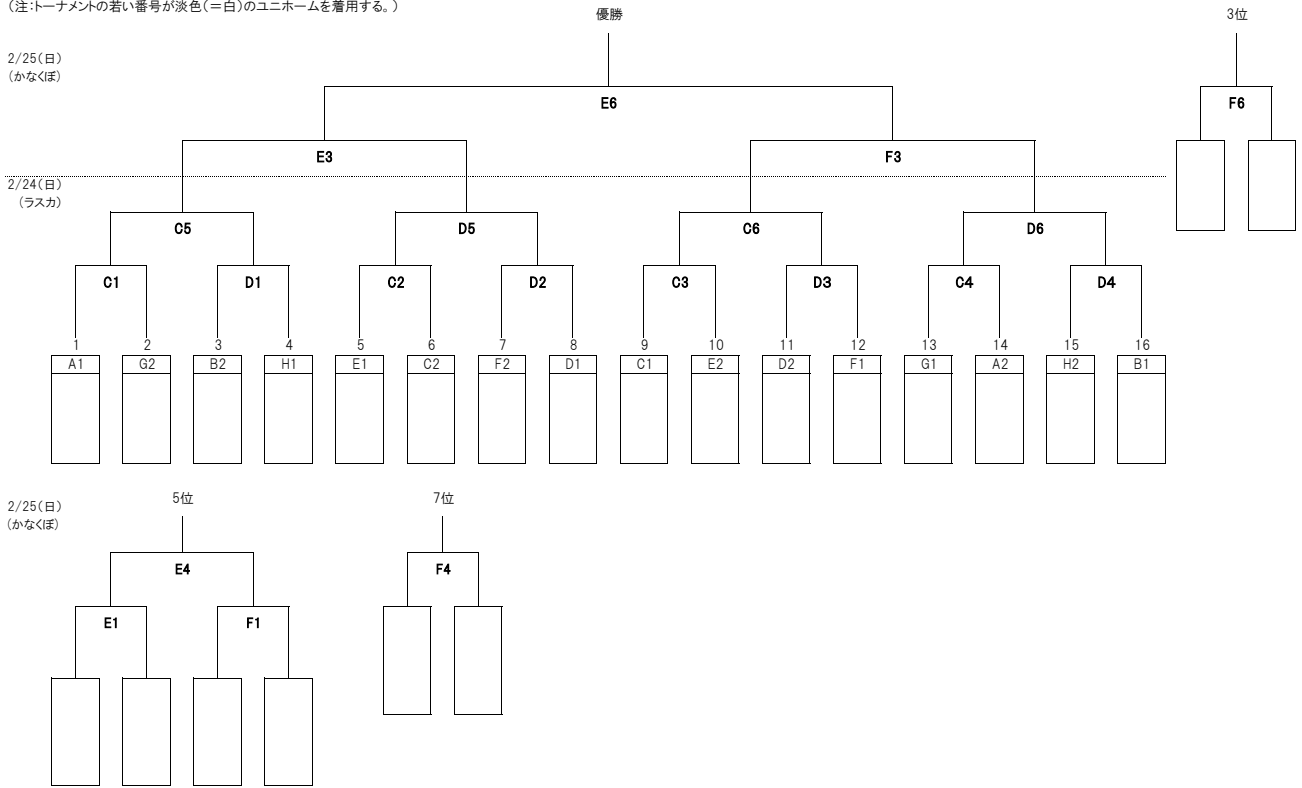 （注：トーナメントの若い番号が淡色（＝白）のユニホームを着用する。）
優勝
3位
2/25（日）
（かなくぼ）
E6
F6
E3
F3
2/24（日）
（ラスカ）
C5
D5
C6
D6
C1
D1
C2
D2
C3
D3
C4
D4
1 2 3 4 5 6 7 8 9 10 11 12 13 14 15 16
A1 G2 B2 H1 E1 C2 F2 D1 C1 E2 D2 F1 G1 A2 H2 B1
2/25（日）
（かなくぼ）
5位
7位
E4
F4
E1
F1